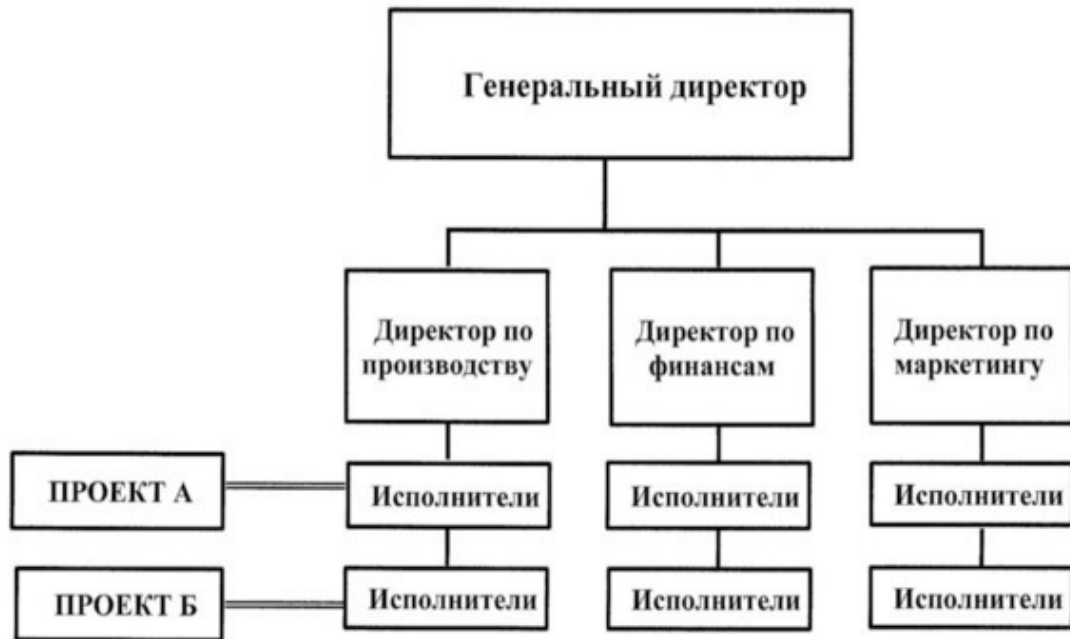 Генеральный директор
Директор по
производству
Директор по
финансам
Директор по
маркетингу
ПРОЕКТ А
Исполнители
Исполнители
Исполнители
ПРОЕКТ Б
Исполнители
Исполнители
Исполнители